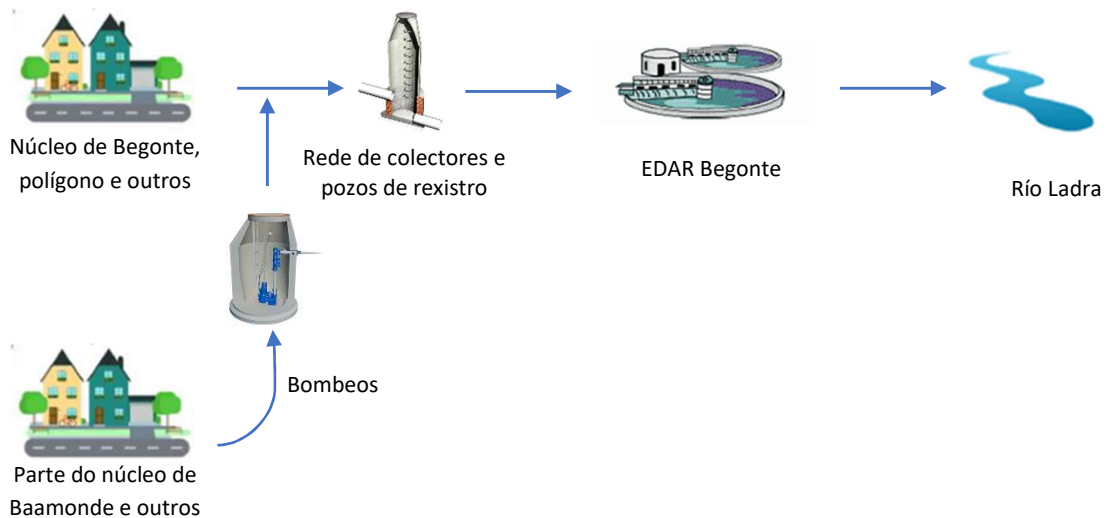 Núcleo de Begonte,
polígono e outros
Rede de colectores e
pozos de rexistro
EDAR Begonte
Río Ladra
Bombeos
Parte do núcleo de
Baamonde e outros